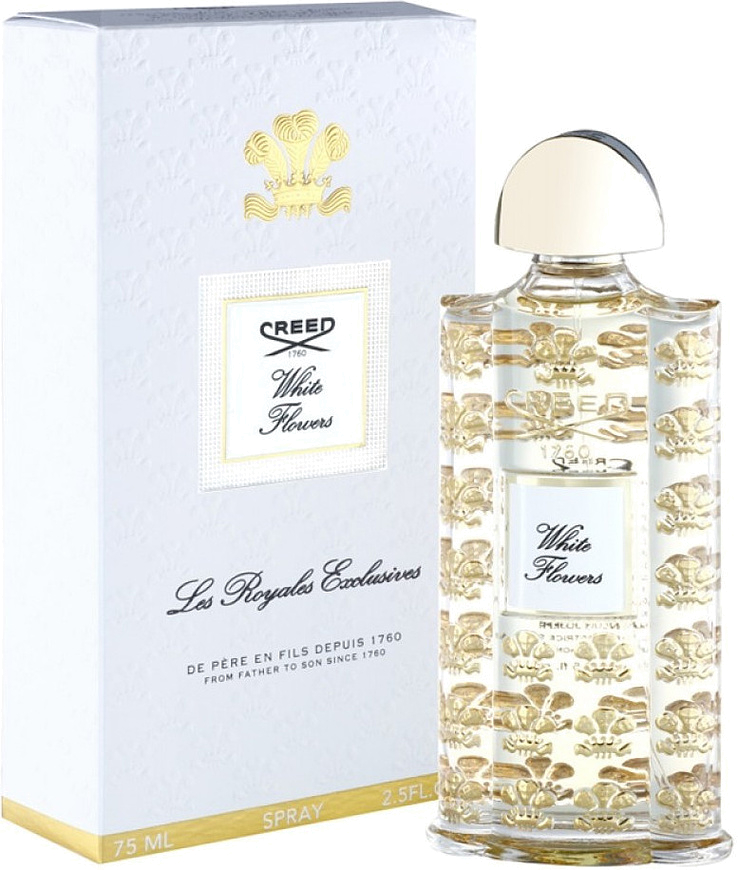 CREED
1760
White
Flowers
Les Royales Exclusives
DE PÈRE EN FILS DEPUIS 1760
FROM FATHER TO SON SINCE 1760
75 ML SPRAY 2.5FL.
CREED
1760
CREED
White
Flowers